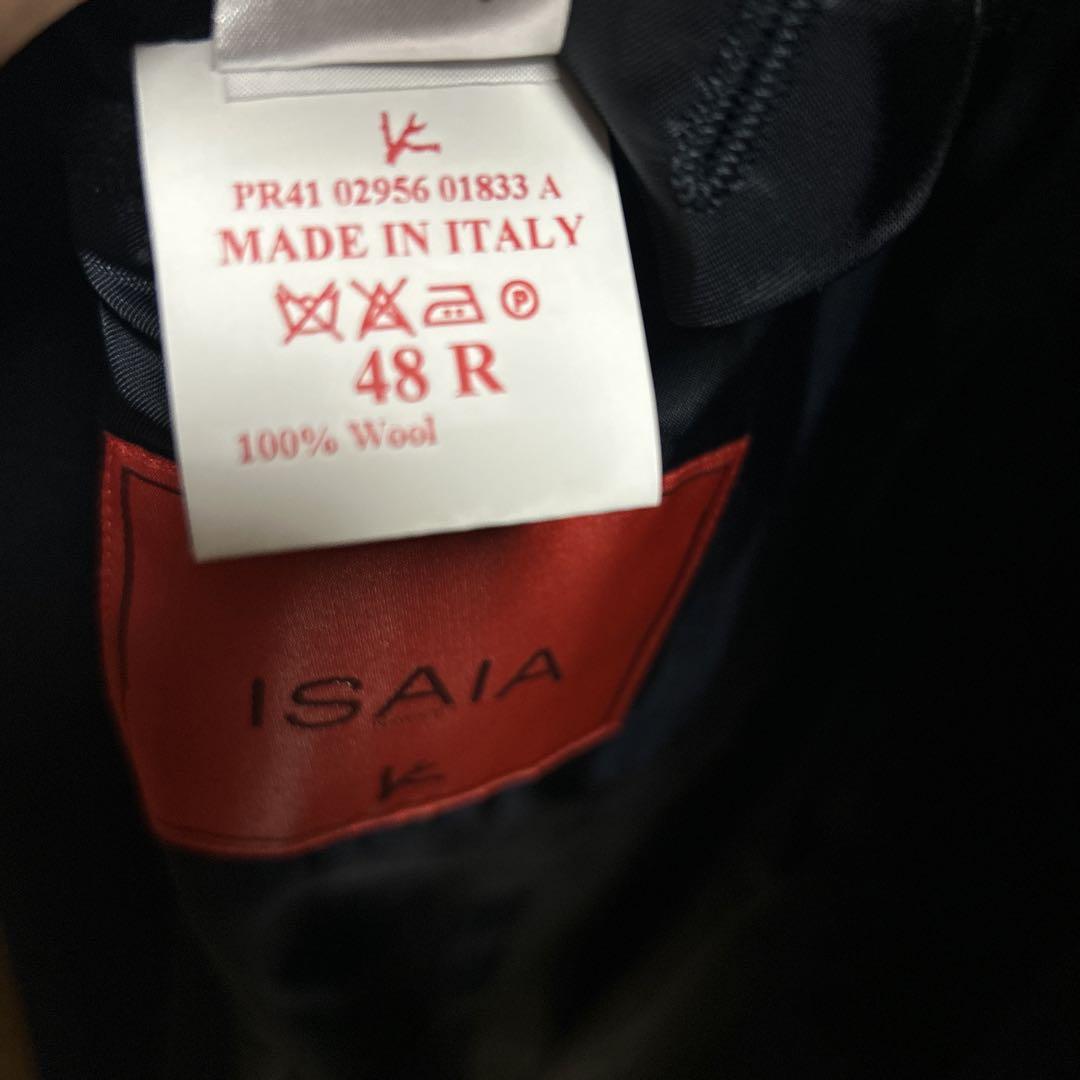 PR41 02956 01833 A
MADE IN ITALY
P
48 R
100% Wool
ISAIA